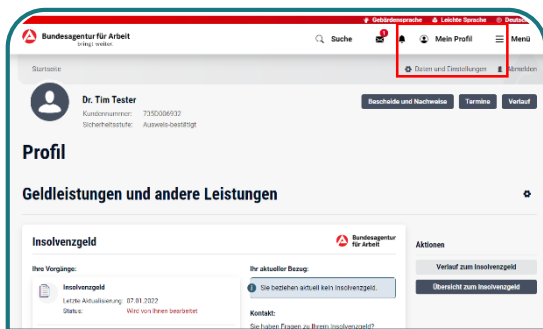 Gebärdensprache Leichte Sprache Deutsch
Bundesagentur für Arbeit
bringt weiter.
Suche Mein Profil Menü
Startseite Daten und Einstellungen Abmelden
Dr. Tim Tester
Kundennummer: 735D006932
Sicherheitsstufe: Ausweis-bestätigt
Bescheide und Nachweise Termine Verlauf
Profil
Geldleistungen und andere Leistungen
Insolvenzgeld
Bundesagentur
für Arbeit
Aktionen
Ihre Vorgänge:
Ihr aktueller Bezug:
Verlauf zum Insolvenzgeld
Insolvenzgeld
Sie beziehen aktuell kein Insolvenzgeld.
Übersicht zum Insolvenzgeld
Letzte Aktualisierung: 07.01.2022
Status: Wird von Ihnen bearbeitet
Kontakt:
Sie haben Fragen zu Ihrem Insolvenzgeld?